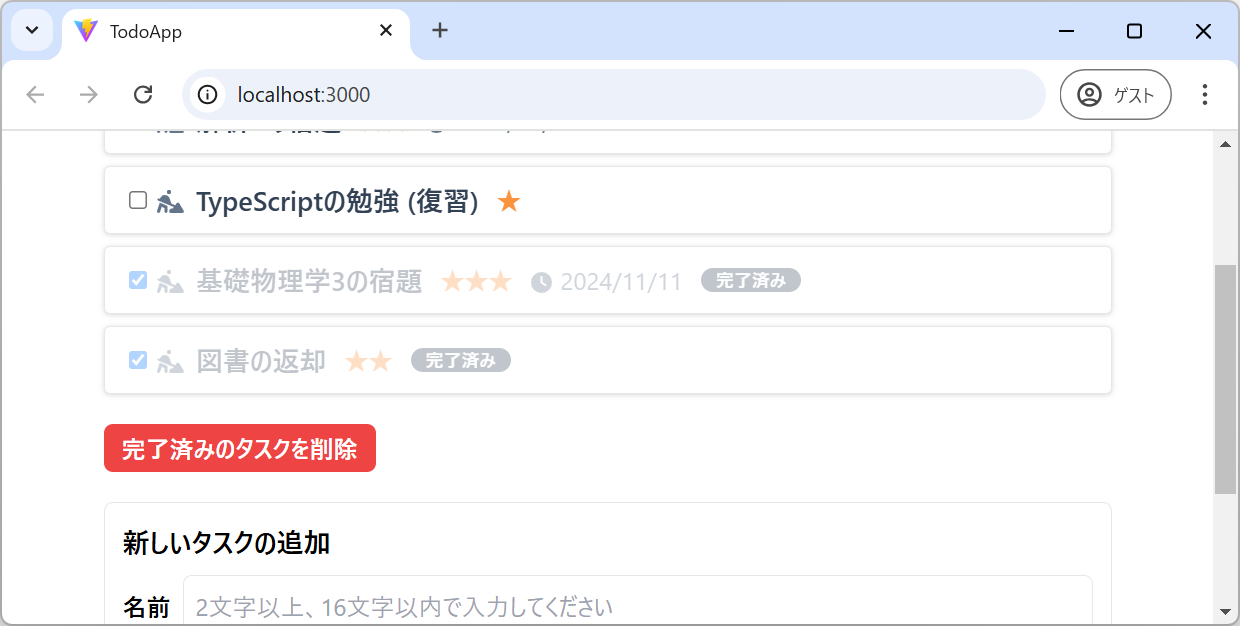 TodoApp
localhost:3000
ゲスト
TypeScriptの勉強 (復習) ★
基礎物理学3の宿題 ★★★ 2024/11/11 完了済み
図書の返却 ★★ 完了済み
完了済みのタスクを削除
新しいタスクの追加
名前 2文字以上、16文字以内で入力してください